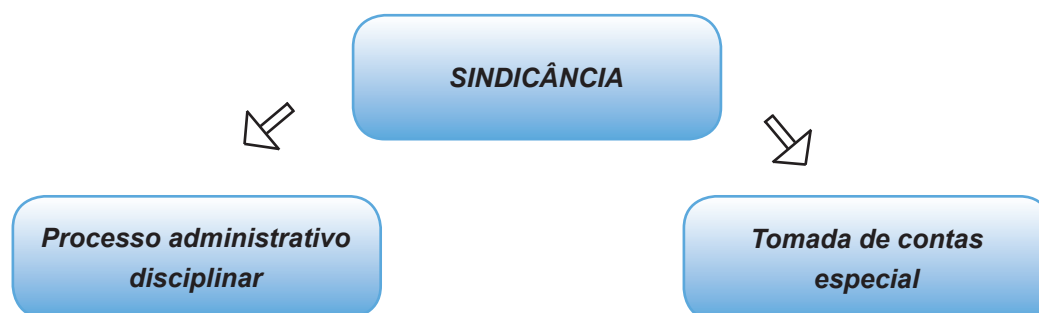 SINDICÂNCIA
Processo administrativo
disciplinar
Tomada de contas
especial